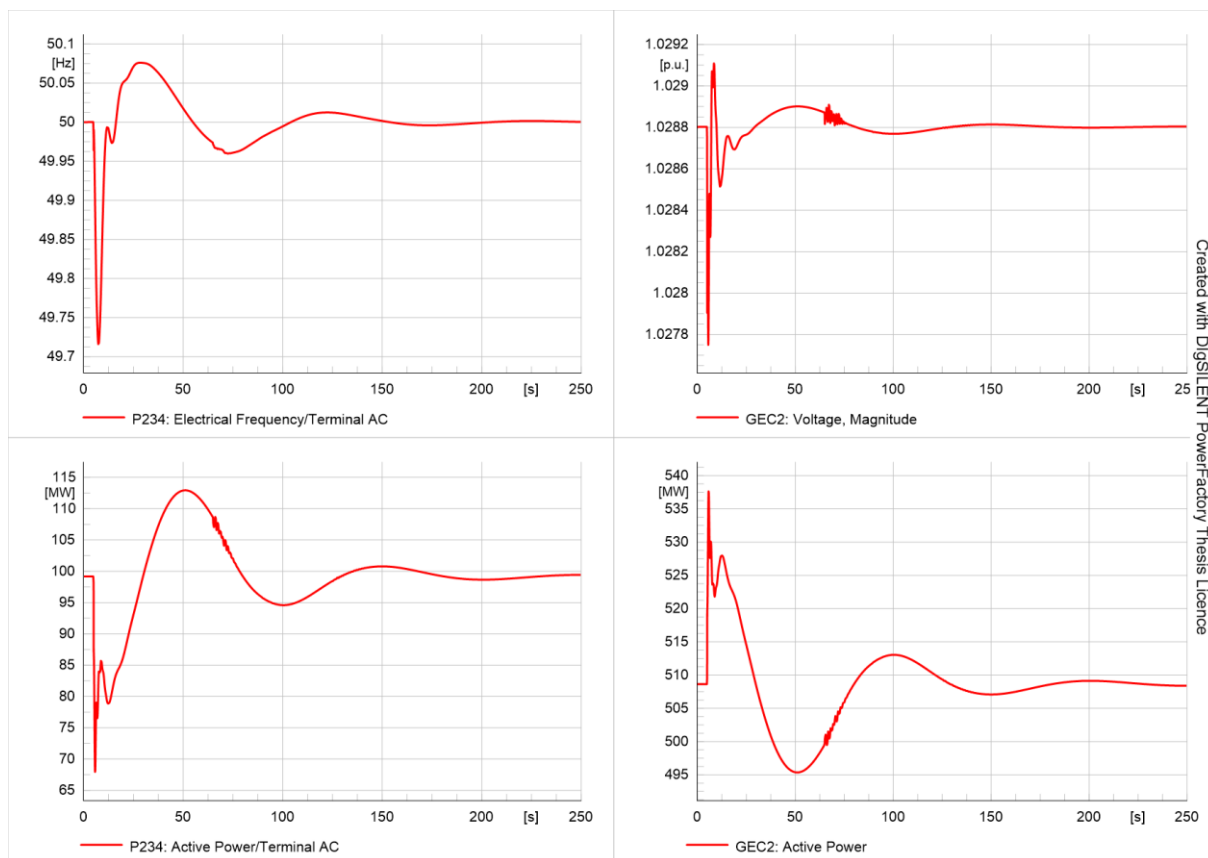 50.1
[Hz]
50.05
50
49.95
49.9
49.85
49.8
49.75
49.7
0 50 100 150 200 [s] 250
P234: Electrical Frequency/Terminal AC
1.0292
[p.u.]
1.029
1.0288
1.0286
1.0284
1.0282
1.028
1.0278
0 50 100 150 200 [s] 250
GEC2: Voltage, Magnitude
115
[MW]
110
105
100
95
90
85
80
75
70
65
0 50 100 150 200 [s] 250
P234: Active Power/Terminal AC
540
[MW]
535
530
525
520
515
510
505
500
495
0 50 100 150 200 [s] 250
GEC2: Active Power
Created with DIgSILENT PowerFactory Thesis Licence